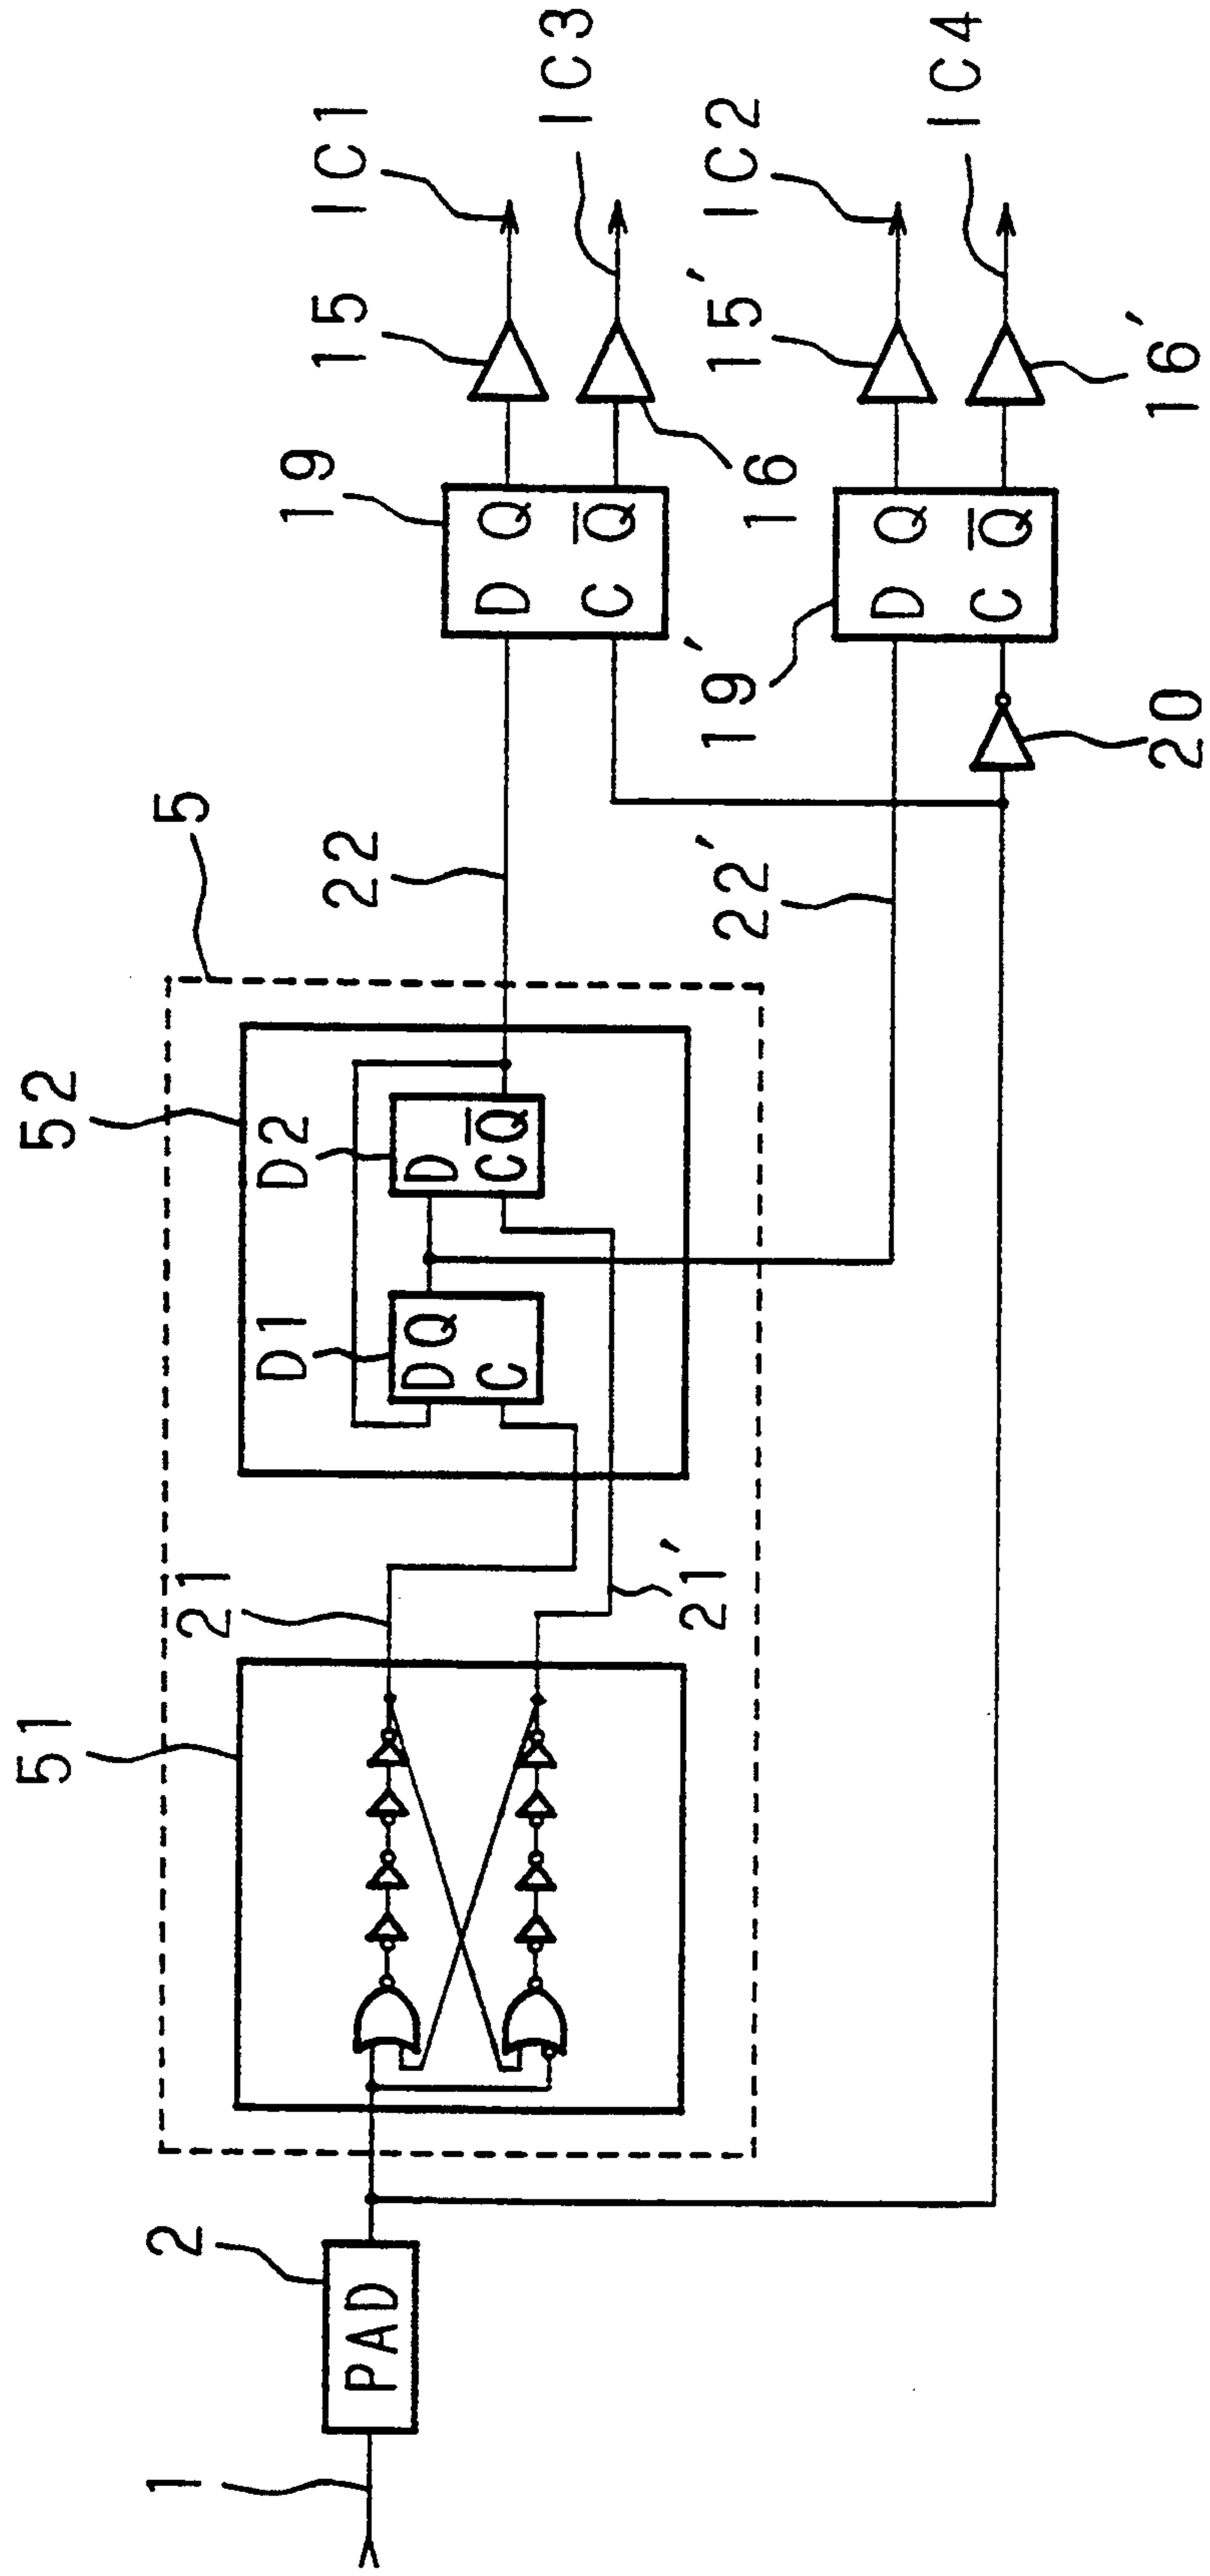 1
2
PAD
5
51
21
21'
52
D1
D Q
C
D2
D
C Q̅
22
22'
19
D Q
C Q̅
19'
D Q
C Q̅
20
15
16
15'
16'
IC1
IC3
IC2
IC4